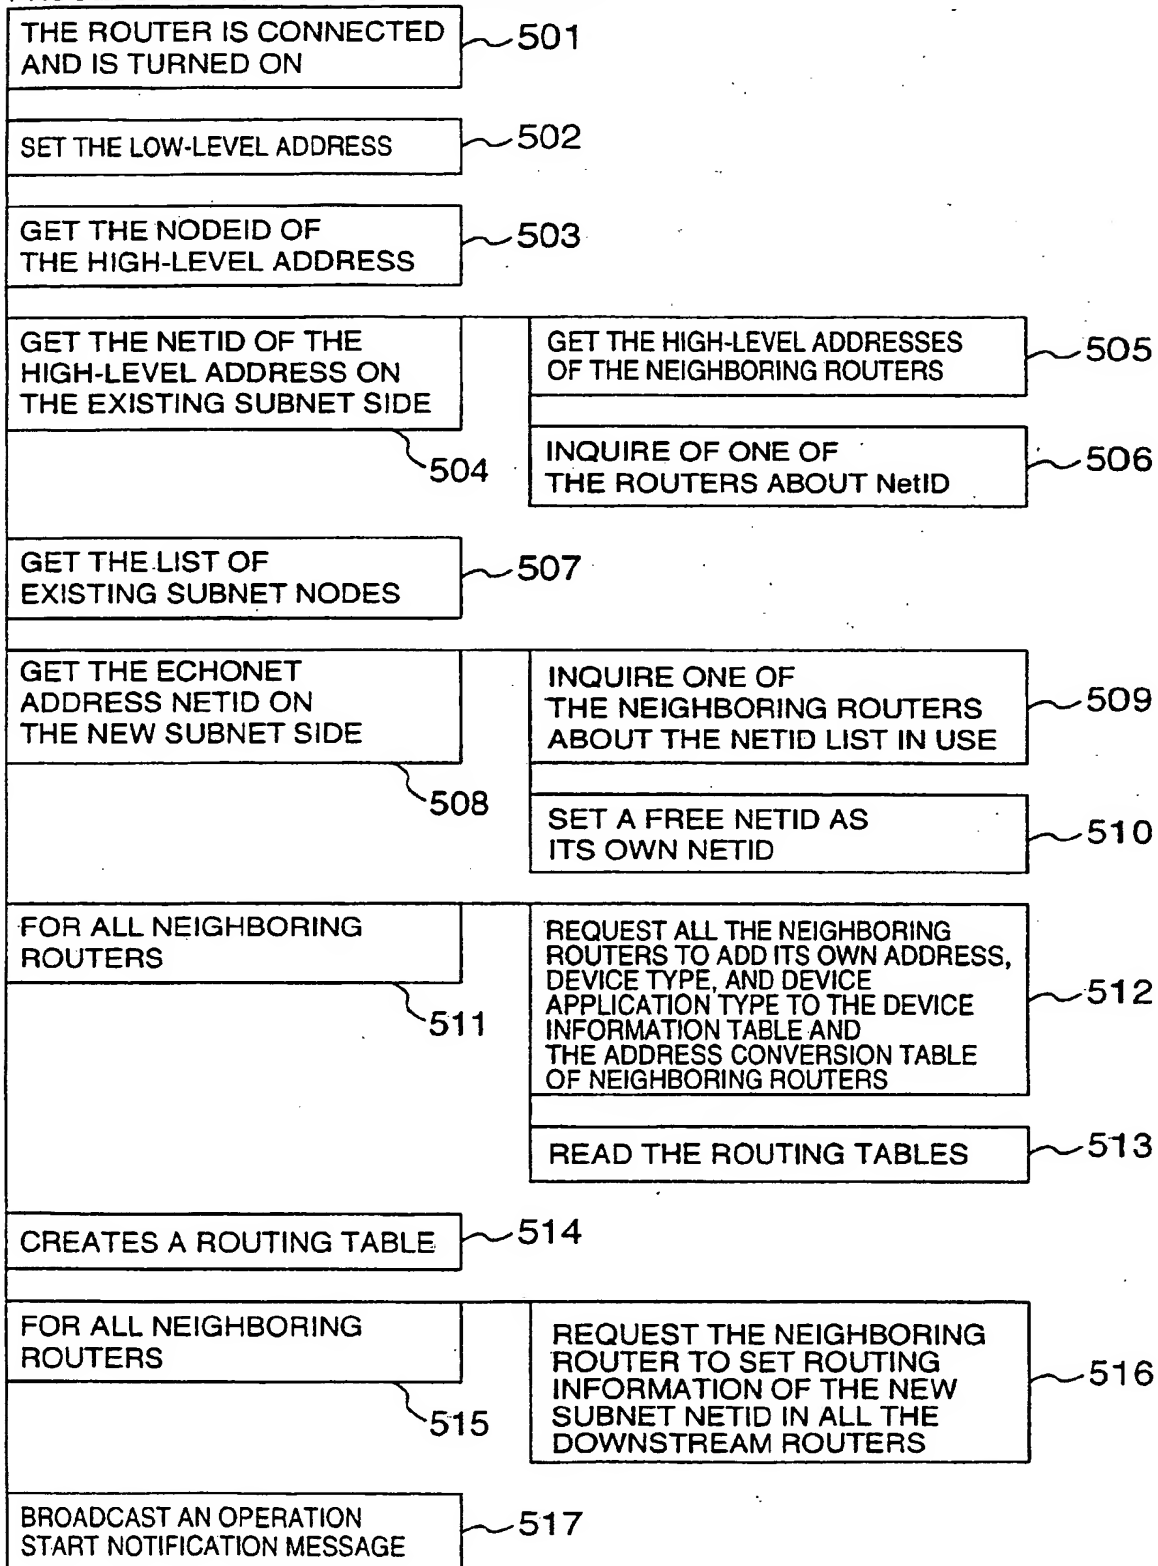 THE ROUTER IS CONNECTED
AND IS TURNED ON
501
SET THE LOW-LEVEL ADDRESS
502
GET THE NODEID OF
THE HIGH-LEVEL ADDRESS
503
GET THE NETID OF THE
HIGH-LEVEL ADDRESS ON
THE EXISTING SUBNET SIDE
504
GET THE HIGH-LEVEL ADDRESSES
OF THE NEIGHBORING ROUTERS
505
INQUIRE OF ONE OF
THE ROUTERS ABOUT NetID
506
GET THE LIST OF
EXISTING SUBNET NODES
507
GET THE ECHONET
ADDRESS NETID ON
THE NEW SUBNET SIDE
508
INQUIRE ONE OF
THE NEIGHBORING ROUTERS
ABOUT THE NETID LIST IN USE
509
SET A FREE NETID AS
ITS OWN NETID
510
FOR ALL NEIGHBORING
ROUTERS
511
REQUEST ALL THE NEIGHBORING
ROUTERS TO ADD ITS OWN ADDRESS,
DEVICE TYPE, AND DEVICE
APPLICATION TYPE TO THE DEVICE
INFORMATION TABLE AND
THE ADDRESS CONVERSION TABLE
OF NEIGHBORING ROUTERS
512
READ THE ROUTING TABLES
513
CREATES A ROUTING TABLE
514
FOR ALL NEIGHBORING
ROUTERS
515
REQUEST THE NEIGHBORING
ROUTER TO SET ROUTING
INFORMATION OF THE NEW
SUBNET NETID IN ALL THE
DOWNSTREAM ROUTERS
516
BROADCAST AN OPERATION
START NOTIFICATION MESSAGE
517